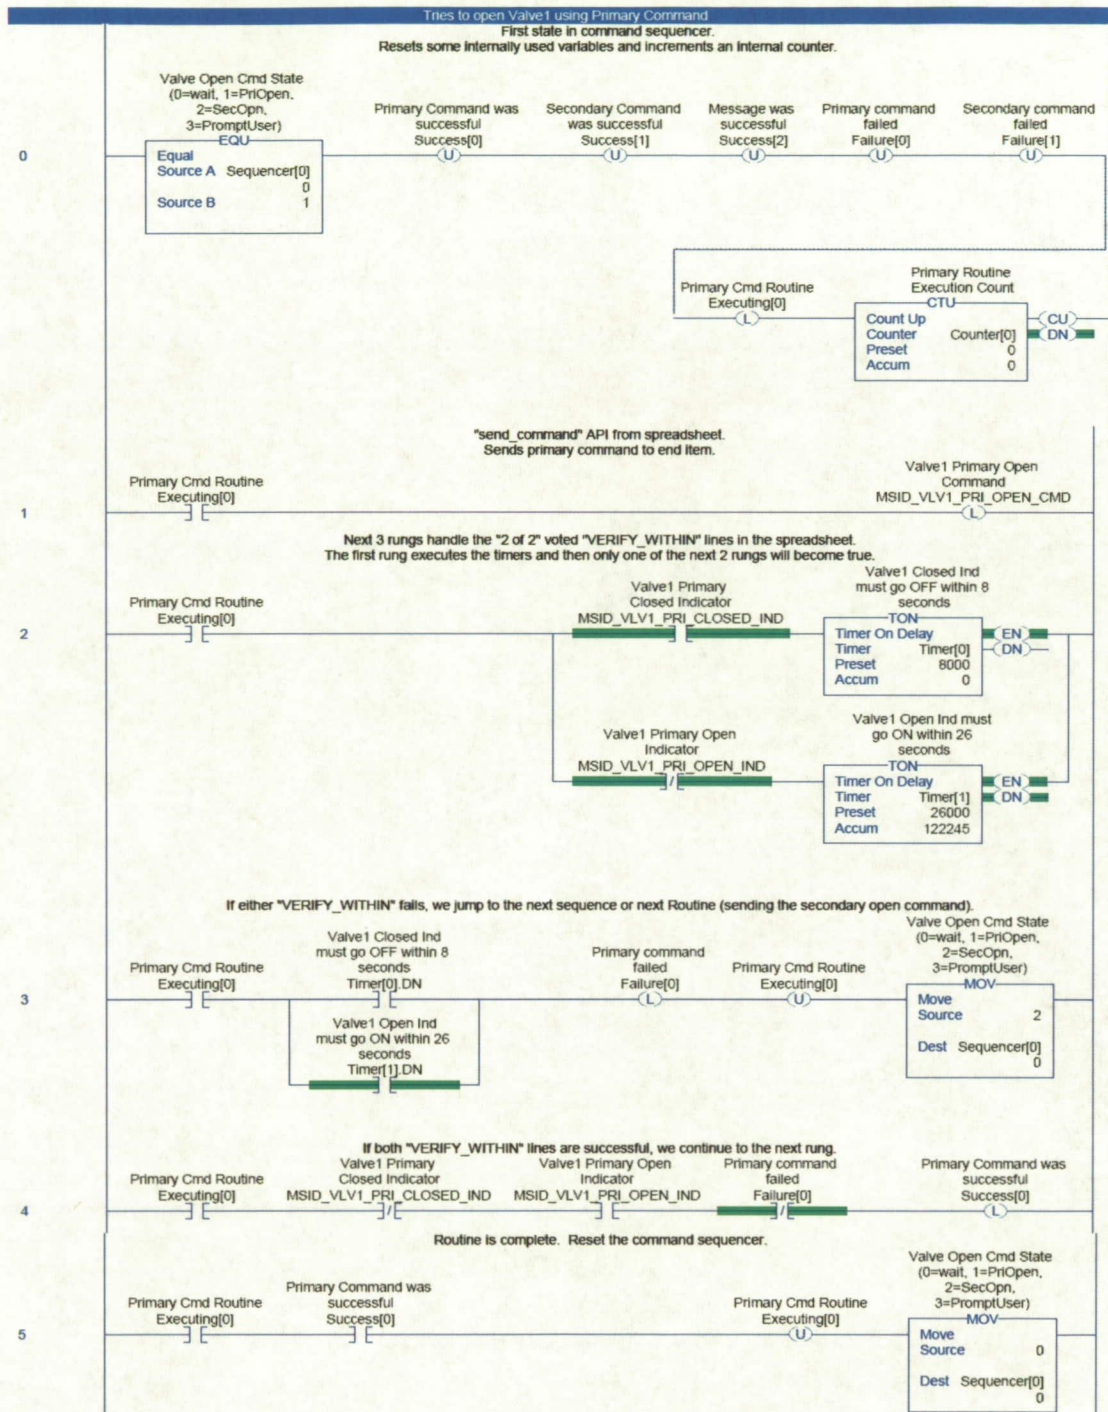 Tries to open Valve1 using Primary Command
First state in command sequencer.
Resets some internally used variables and increments an internal counter.
Valve Open Cmd State
(0=wait, 1=PriOpen,
2=SecOpn,
3=PromptUser)
EQU
Equal
Source A Sequencer[0]
0
Source B 1
Primary Command was
successful
Success[0]
U
Secondary Command
was successful
Success[1]
U
Message was
successful
Success[2]
U
Primary command
failed
Failure[0]
U
Secondary command
failed
Failure[1]
U
0
Primary Cmd Routine
Executing[0]
L
Primary Routine
Execution Count
CTU
Count Up
Counter Counter[0]
Preset 0
Accum 0
CU
DN
"send_command" API from spreadsheet.
Sends primary command to end item.
Primary Cmd Routine
Executing[0]
Valve1 Primary Open
Command
MSID_VLV1_PRI_OPEN_CMD
L
1
Next 3 rungs handle the "2 of 2" voted "VERIFY_WITHIN" lines in the spreadsheet.
The first rung executes the timers and then only one of the next 2 rungs will become true.
Primary Cmd Routine
Executing[0]
2
Valve1 Primary
Closed Indicator
MSID_VLV1_PRI_CLOSED_IND
Valve1 Closed Ind
must go OFF within 8
seconds
TON
Timer On Delay
Timer Timer[0]
Preset 8000
Accum 0
EN
DN
Valve1 Primary Open
Indicator
MSID_VLV1_PRI_OPEN_IND
Valve1 Open Ind must
go ON within 26
seconds
TON
Timer On Delay
Timer Timer[1]
Preset 26000
Accum 122245
EN
DN
If either "VERIFY_WITHIN" fails, we jump to the next sequence or next Routine (sending the secondary open command).
Primary Cmd Routine
Executing[0]
3
Valve1 Closed Ind
must go OFF within 8
seconds
Timer[0].DN
Valve1 Open Ind
must go ON within 26
seconds
Timer[1].DN
Primary command
failed
Failure[0]
L
Primary Cmd Routine
Executing[0]
U
Valve Open Cmd State
(0=wait, 1=PriOpen,
2=SecOpn,
3=PromptUser)
MOV
Move
Source 2
Dest Sequencer[0]
0
If both "VERIFY_WITHIN" lines are successful, we continue to the next rung.
Primary Cmd Routine
Executing[0]
4
Valve1 Primary
Closed Indicator
MSID_VLV1_PRI_CLOSED_IND
Valve1 Primary Open
Indicator
MSID_VLV1_PRI_OPEN_IND
Primary command
failed
Failure[0]
Primary Command was
successful
Success[0]
L
Routine is complete. Reset the command sequencer.
Primary Cmd Routine
Executing[0]
5
Primary Command was
successful
Success[0]
Primary Cmd Routine
Executing[0]
U
Valve Open Cmd State
(0=wait, 1=PriOpen,
2=SecOpn,
3=PromptUser)
MOV
Move
Source 0
Dest Sequencer[0]
0